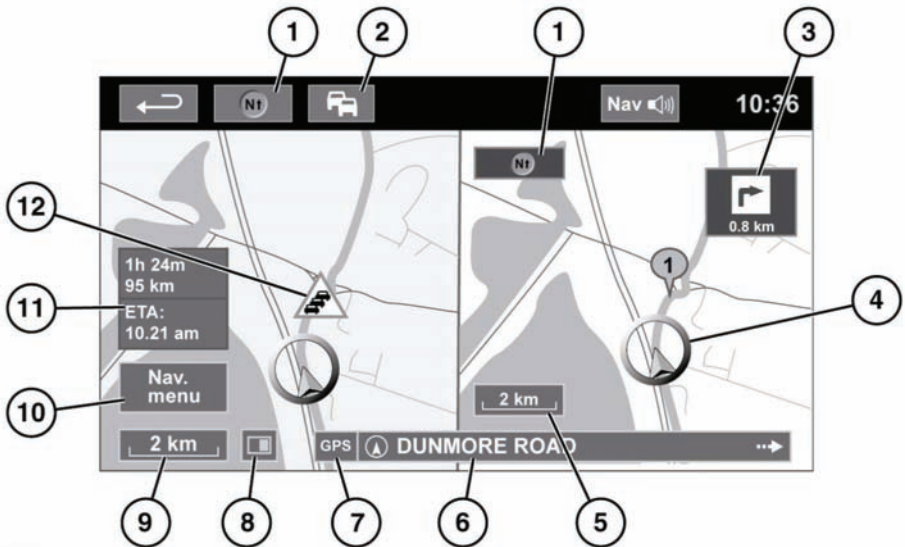 1
2
1
3
N↑
Nav
10:36
N↑
0.8 km
12
1h 24m
95 km
1
11
ETA:
10.21 am
4
10
Nav.
menu
2 km
2 km
GPS
DUNMORE ROAD
9
8
7
6
5